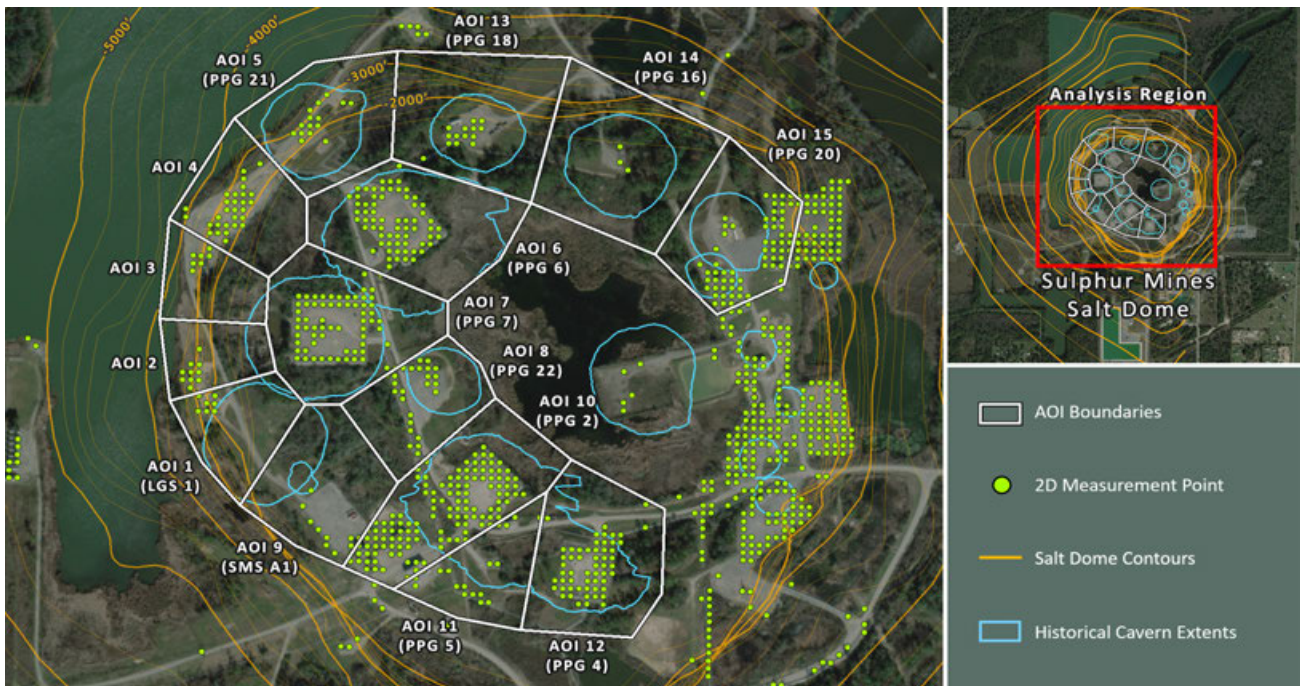 -5000'
-4000'
-3000'
-2000'
AOI 13
(PPG 18)
AOI 5
(PPG 21)
AOI 14
(PPG 16)
AOI 15
(PPG 20)
AOI 4
AOI 3
AOI 6
(PPG 6)
AOI 7
(PPG 7)
AOI 2
AOI 8
(PPG 22)
AOI 10
(PPG 2)
AOI 1
(LGS 1)
AOI 9
(SMS A1)
AOI 11
(PPG 5)
AOI 12
(PPG 4)
Analysis Region
Sulphur Mines
Salt Dome
AOI Boundaries
2D Measurement Point
Salt Dome Contours
Historical Cavern Extents